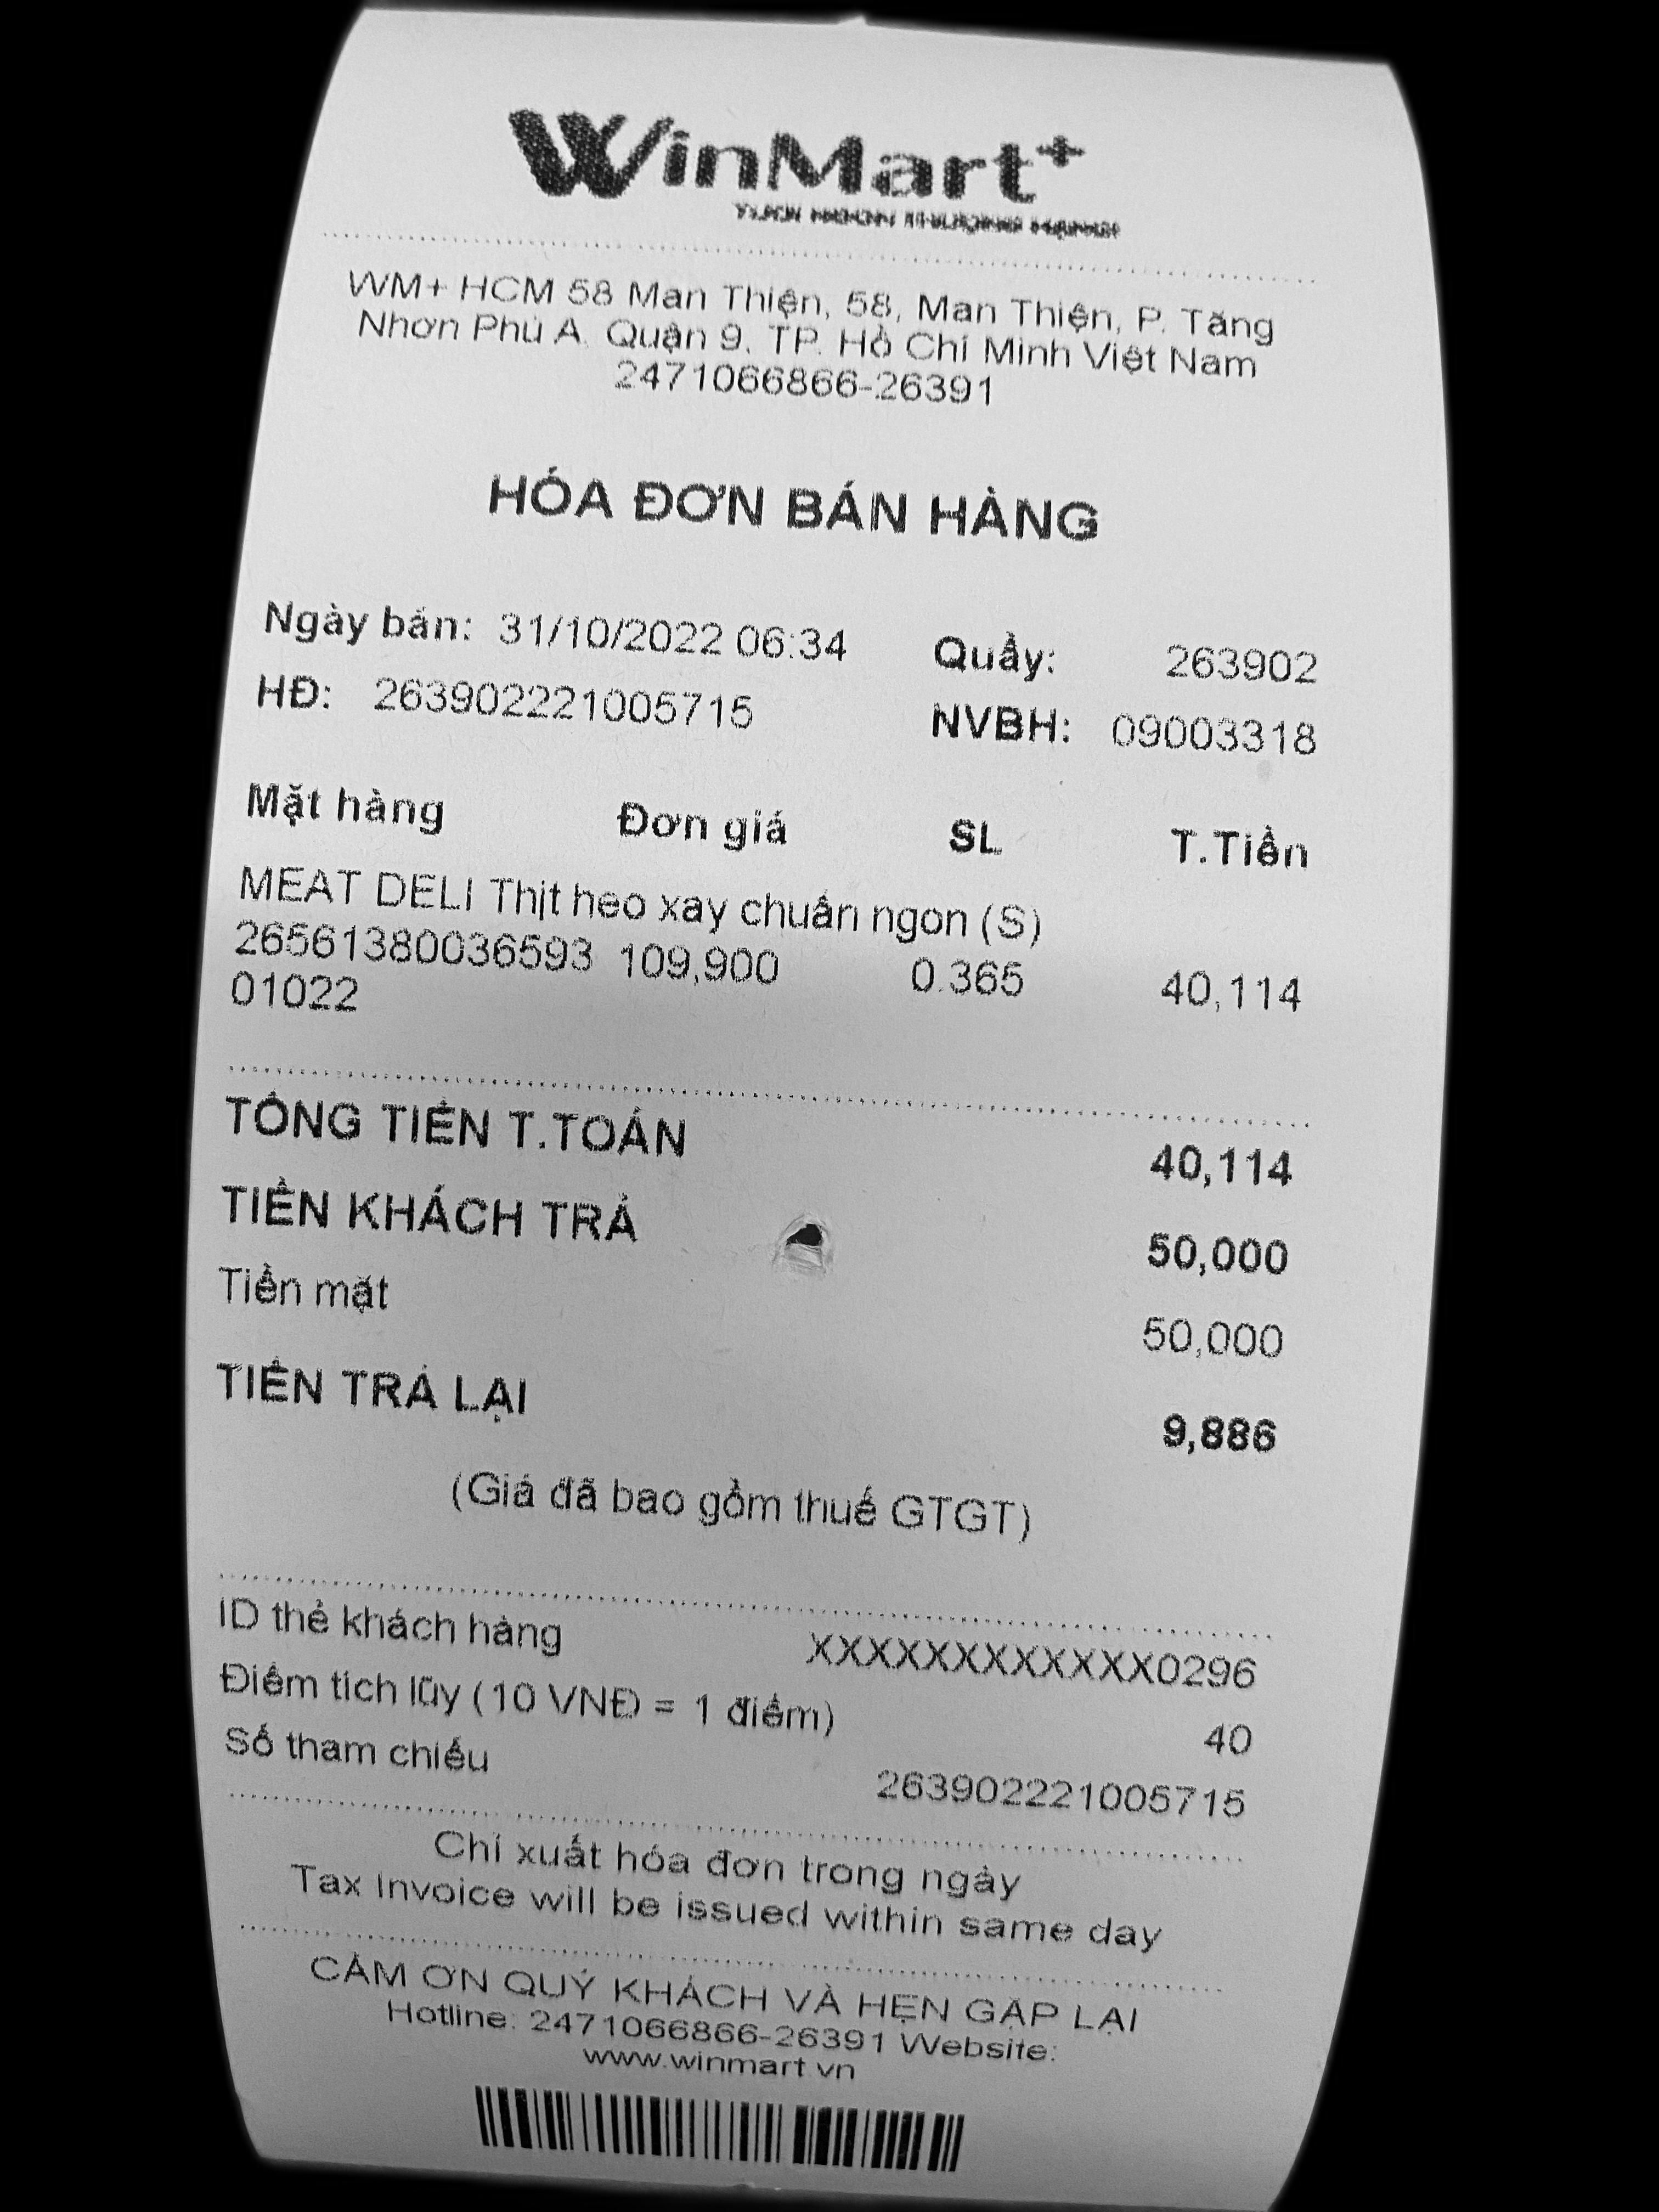 WinMart+
WM+ HCM 58 Man Thiện, 58, Man Thiện, P. Tăng
Nhơn Phú A, Quận 9, TP. Hồ Chí Minh Việt Nam
2471066866-26391
HÓA ĐƠN BÁN HÀNG
Ngày bán: 31/10/2022 06:34 Quầy: 263902
HĐ: 263902221005715 NVBH: 09003318
Mặt hàng Đơn giá SL T.Tiền
MEAT DELI Thịt heo xay chuẩn ngon (S)
26561380036593 109,900 0.365 40,114
01022
TỔNG TIỀN T.TOÁN 40,114
TIỀN KHÁCH TRẢ 50,000
Tiền mặt 50,000
TIỀN TRẢ LẠI 9,886
(Giá đã bao gồm thuế GTGT)
ID thẻ khách hàng XXXXXXXXXXXX0296
Điểm tích lũy (10 VNĐ = 1 điểm) 40
Số tham chiếu 263902221005715
Chỉ xuất hóa đơn trong ngày
Tax Invoice will be issued within same day
CẢM ƠN QUÝ KHÁCH VÀ HẸN GẶP LẠI
Hotline: 2471066866-26391 Website:
www.winmart.vn